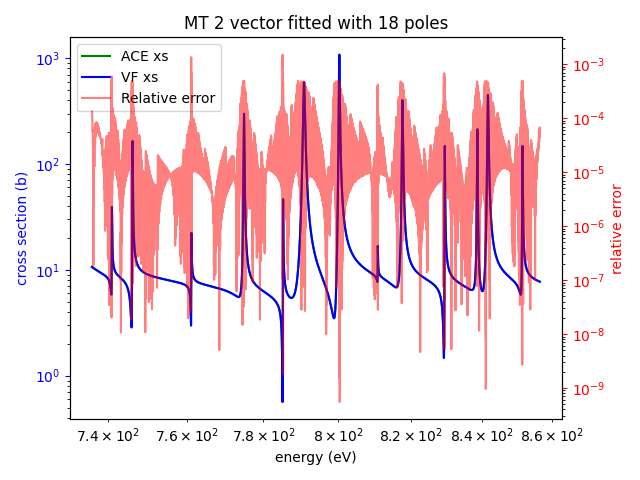 MT 2 vector fitted with 18 poles
ACE xs
VF xs
Relative error
cross section (b)
10³
10²
10¹
10⁰
10⁻³
10⁻⁴
10⁻⁵
10⁻⁶
10⁻⁷
10⁻⁸
10⁻⁹
relative error
7.4 × 10² 7.6 × 10² 7.8 × 10² 8 × 10² 8.2 × 10² 8.4 × 10² 8.6 × 10²
energy (eV)